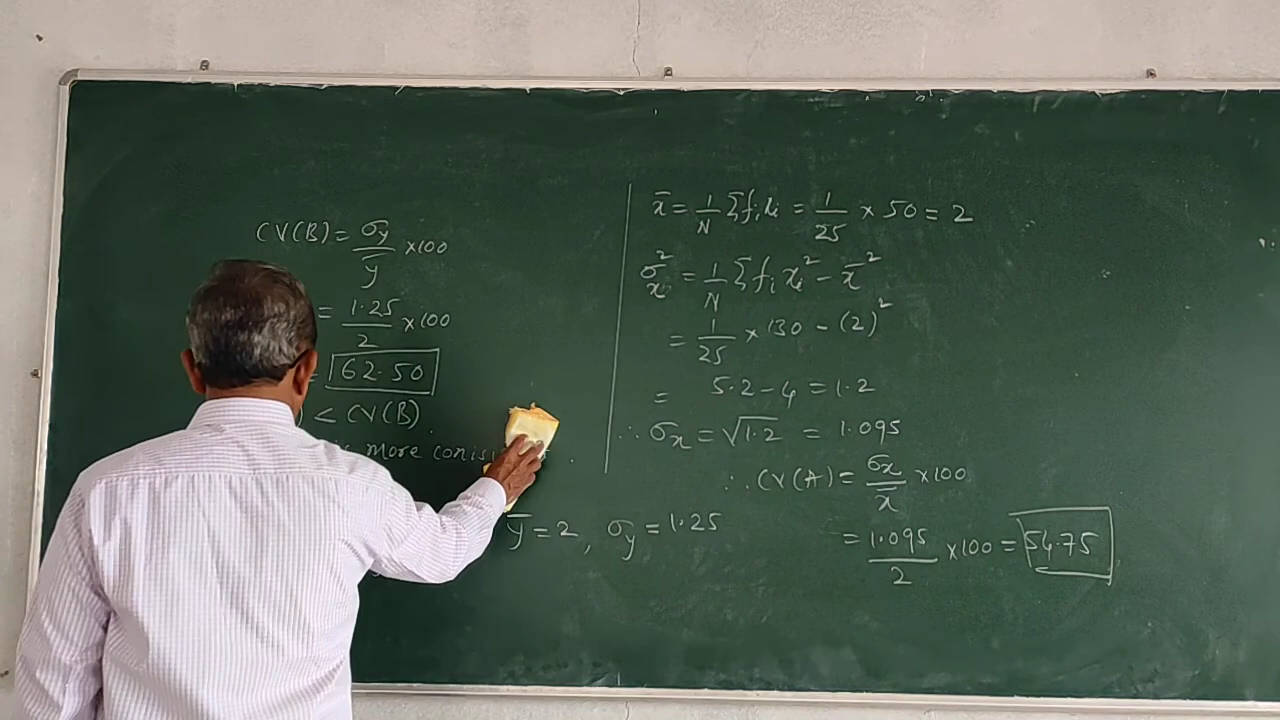 CV(B) = σy / ȳ ×100
= 1.25 / 2 ×100
= 62.50
< CV(B).
is more consis
ȳ = 2, σy = 1.25
x̄ = 1/N Σfᵢxᵢ = 1/25 × 50 = 2
σx² = 1/N Σfᵢxᵢ² − x̄²
= 1/25 × 130 − (2)²
= 5.2 − 4 = 1.2
∴ σx = √1.2 = 1.095
∴ CV(A) = σx / x̄ ×100
= 1.095 / 2 ×100 = 54.75